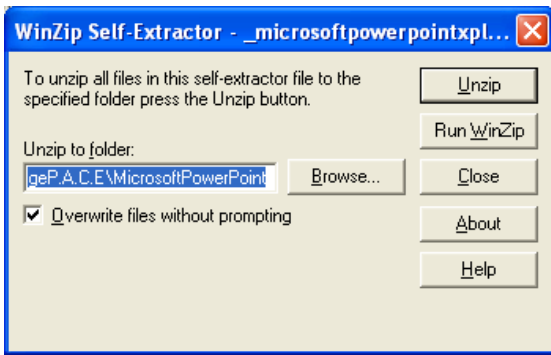 WinZip Self-Extractor - _microsoftpowerpointxpl...
To unzip all files in this self-extractor file to the
specified folder press the Unzip button.
Unzip to folder:
geP.A.C.E\MicrosoftPowerPoint
Browse...
Overwrite files without prompting
Unzip
Run WinZip
Close
About
Help